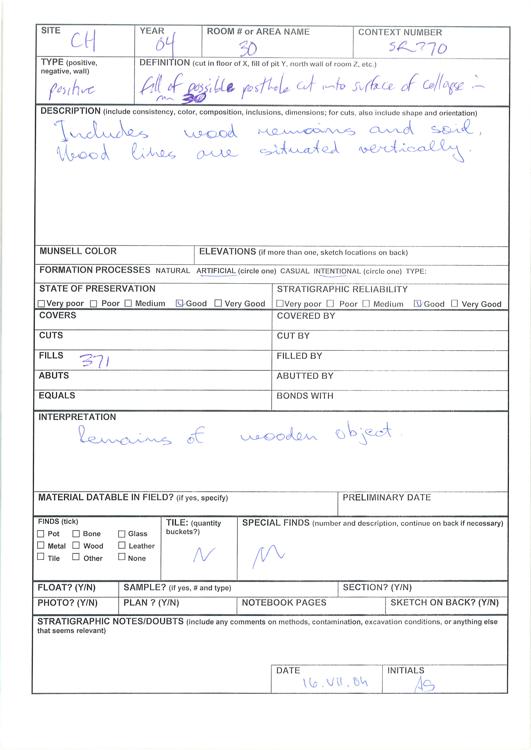 SITE CH YEAR 04 ROOM # or AREA NAME 30 CONTEXT NUMBER SR770
TYPE (positive, negative, wall) positive
DEFINITION (cut in floor of X, fill of pit Y, north wall of room Z, etc.)
fill of possible posthole cut into surface of collapse in
rm 30
DESCRIPTION (include consistency, color, composition, inclusions, dimensions; for cuts, also include shape and orientation)
Includes wood remains and soil.
Wood lines are situated vertically.
MUNSELL COLOR ELEVATIONS (if more than one, sketch locations on back)
FORMATION PROCESSES NATURAL ARTIFICIAL (circle one) CASUAL INTENTIONAL (circle one) TYPE:
STATE OF PRESERVATION STRATIGRAPHIC RELIABILITY
☐Very poor ☐Poor ☐Medium ☑Good ☐Very Good ☐Very poor ☐Poor ☐Medium ☑Good ☐Very Good
COVERS COVERED BY
CUTS CUT BY
FILLS 371 FILLED BY
ABUTS ABUTTED BY
EQUALS BONDS WITH
INTERPRETATION
Remains of wooden object.
MATERIAL DATABLE IN FIELD? (if yes, specify) PRELIMINARY DATE
FINDS (tick)
☐ Pot ☐ Bone ☐ Glass
☐ Metal ☐ Wood ☐ Leather
☐ Tile ☐ Other ☐ None
TILE: (quantity
buckets?)
N
SPECIAL FINDS (number and description, continue on back if necessary)
N
FLOAT? (Y/N) SAMPLE? (if yes, # and type) SECTION? (Y/N)
PHOTO? (Y/N) PLAN ? (Y/N) NOTEBOOK PAGES SKETCH ON BACK? (Y/N)
STRATIGRAPHIC NOTES/DOUBTS (include any comments on methods, contamination, excavation conditions, or anything else
that seems relevant)
DATE 16.VII.04 INITIALS AS